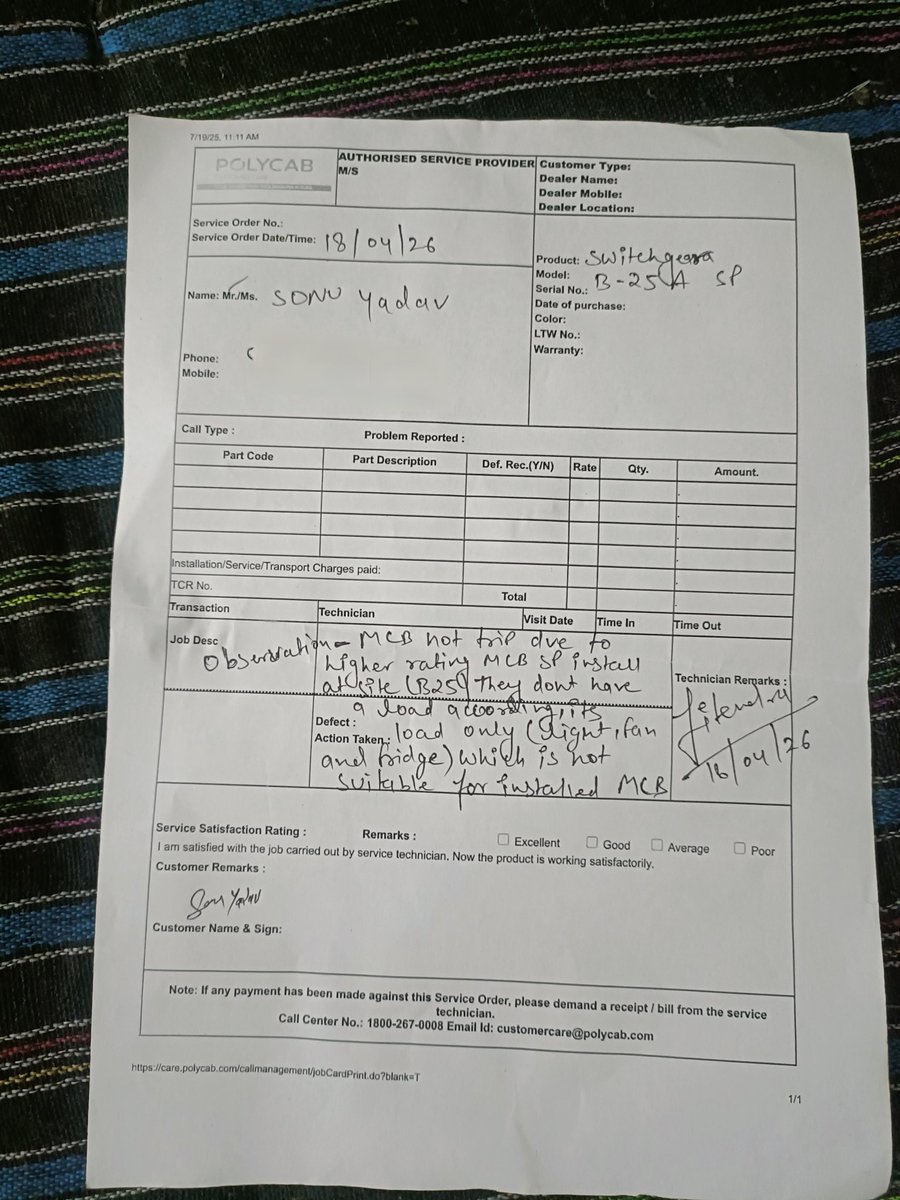 7/19/25, 11:11 AM
POLYCAB
AUTHORISED SERVICE PROVIDER
M/S
Customer Type:
Dealer Name:
Dealer Mobile:
Dealer Location:
Service Order No.:
Service Order Date/Time: 18/04/26
Product: Switchgeara
Model:
Serial No.: B-25 A SP
Date of purchase:
Color:
LTW No.:
Warranty:
Name: Mr./Ms. SONU Yadav
Phone:
Mobile:
Call Type :
Problem Reported :
Part Code Part Description Def. Rec.(Y/N) Rate Qty. Amount.
Installation/Service/Transport Charges paid:
TCR No.
Total
Transaction Technician Visit Date Time In Time Out
Job Desc
Observation - MCB not trip due to
higher rating MCB SP install
at site (B25) They dont have
a load according, its
Defect :
Action Taken : load only (light, fan
and fridge) which is not
suitable for installed MCB
Technician Remarks :
18/04/26
Service Satisfaction Rating : Remarks : Excellent Good Average Poor
I am satisfied with the job carried out by service technician. Now the product is working satisfactorily.
Customer Remarks :
Yadav
Customer Name & Sign:
Note: If any payment has been made against this Service Order, please demand a receipt / bill from the service
technician.
Call Center No.: 1800-267-0008 Email Id: customercare@polycab.com
https://care.polycab.com/callmanagement/jobCardPrint.do?blank=T
1/1